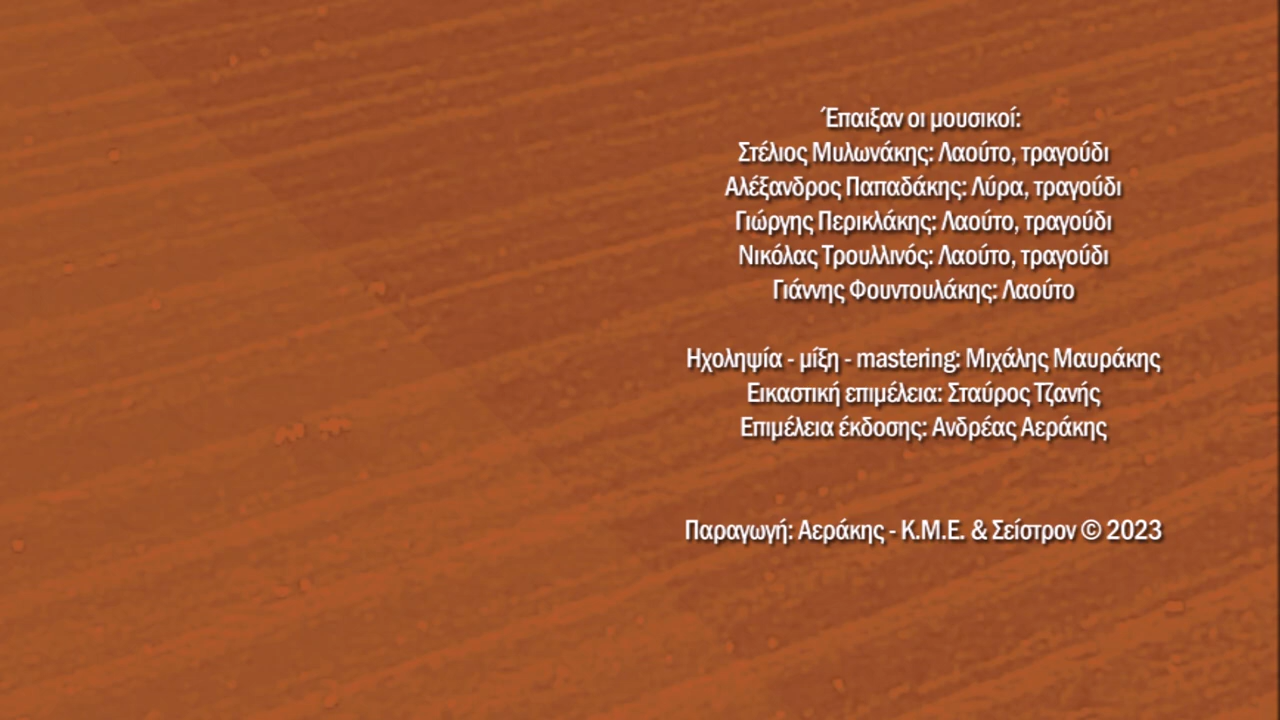 Έπαιξαν οι μουσικοί:
Στέλιος Μυλωνάκης: Λαούτο, τραγούδι
Αλέξανδρος Παπαδάκης: Λύρα, τραγούδι
Γιώργης Περικλάκης: Λαούτο, τραγούδι
Νικόλας Τρουλλινός: Λαούτο, τραγούδι
Γιάννης Φουντουλάκης: Λαούτο
Ηχοληψία - μίξη - mastering: Μιχάλης Μαυράκης
Εικαστική επιμέλεια: Σταύρος Τζανής
Επιμέλεια έκδοσης: Ανδρέας Αεράκης
Παραγωγή: Αεράκης - Κ.Μ.Ε. & Σείστρον © 2023